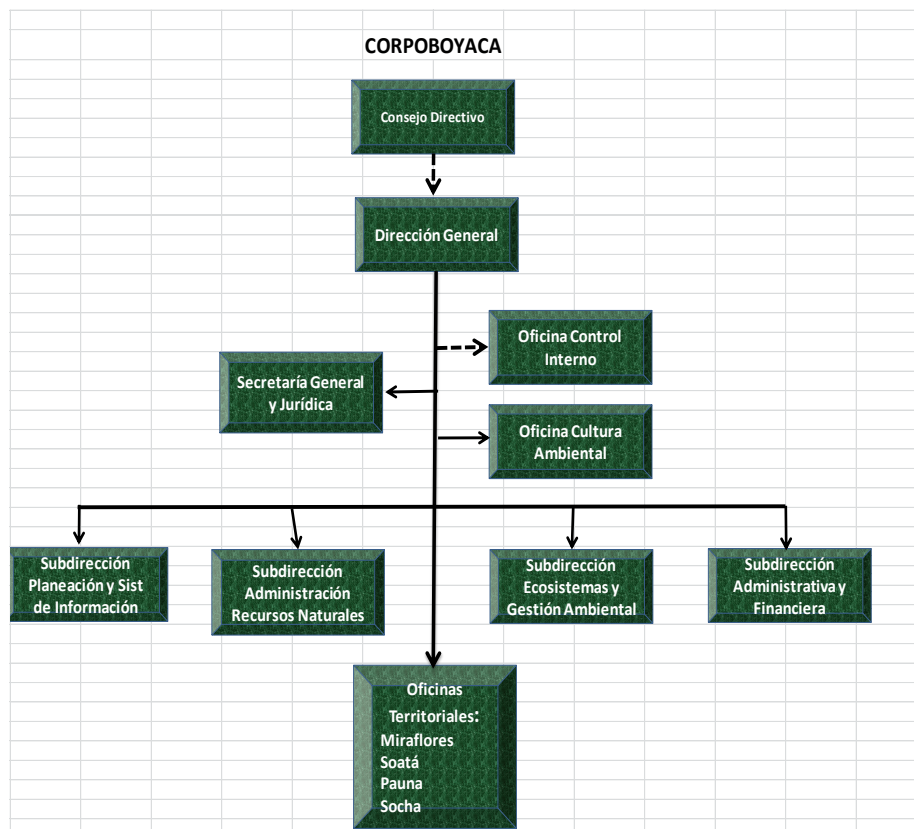 CORPOBOYACA
Consejo Directivo
Dirección General
Oficina Control
Interno
Secretaría General
y Jurídica
Oficina Cultura
Ambiental
Subdirección
Planeación y Sist
de Información
Subdirección
Administración
Recursos Naturales
Subdirección
Ecosistemas y
Gestión Ambiental
Subdirección
Administrativa y
Financiera
Oficinas
Territoriales:
Miraflores
Soatá
Pauna
Socha